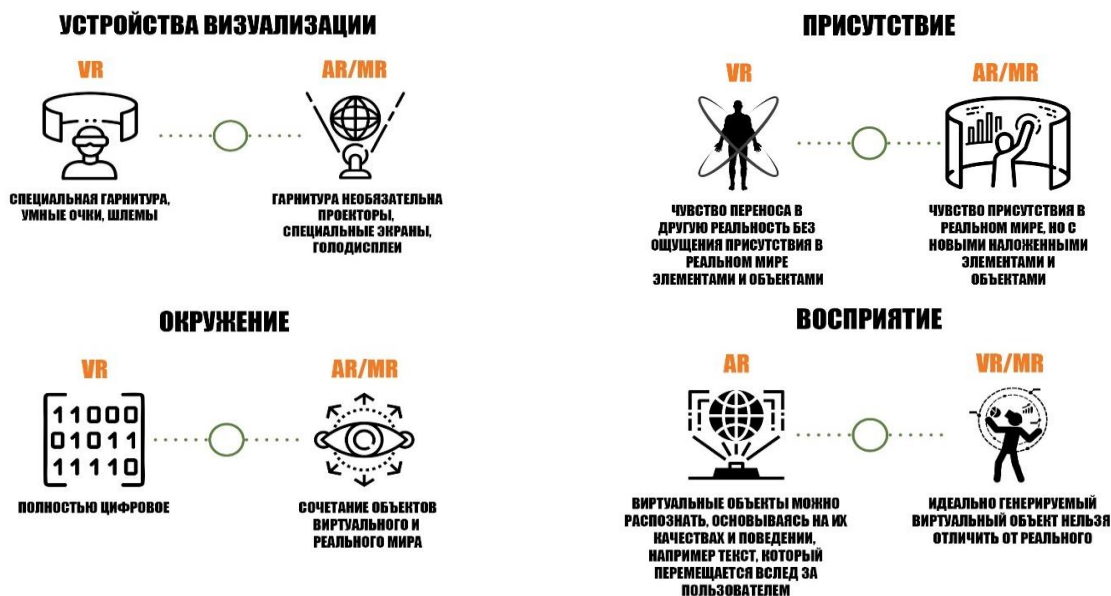 УСТРОЙСТВА ВИЗУАЛИЗАЦИИ
VR
AR/MR
СПЕЦИАЛЬНАЯ ГАРНИТУРА,
УМНЫЕ ОЧКИ, ШЛЕМЫ
ГАРНИТУРА НЕОБЯЗАТЕЛЬНА
ПРОЕКТОРЫ,
СПЕЦИАЛЬНЫЕ ЭКРАНЫ,
ГОЛОДИСПЛЕИ
ПРИСУТСТВИЕ
VR
AR/MR
ЧУВСТВО ПЕРЕНОСА В
ДРУГУЮ РЕАЛЬНОСТЬ БЕЗ
ОЩУЩЕНИЯ ПРИСУТСТВИЯ В
РЕАЛЬНОМ МИРЕ
ЭЛЕМЕНТАМИ И ОБЪЕКТАМИ
ЧУВСТВО ПРИСУТСТВИЯ В
РЕАЛЬНОМ МИРЕ, НО С
НОВЫМИ НАЛОЖЕННЫМИ
ЭЛЕМЕНТАМИ И
ОБЪЕКТАМИ
ОКРУЖЕНИЕ
VR
AR/MR
11000
01011
11110
ПОЛНОСТЬЮ ЦИФРОВОЕ
СОЧЕТАНИЕ ОБЪЕКТОВ
ВИРТУАЛЬНОГО И
РЕАЛЬНОГО МИРА
ВОСПРИЯТИЕ
AR
VR/MR
ВИРТУАЛЬНЫЕ ОБЪЕКТЫ МОЖНО
РАСПОЗНАТЬ, ОСНОВЫВАЯСЬ НА ИХ
КАЧЕСТВАХ И ПОВЕДЕНИИ,
НАПРИМЕР ТЕКСТ, КОТОРЫЙ
ПЕРЕМЕЩАЕТСЯ ВСЛЕД ЗА
ПОЛЬЗОВАТЕЛЕМ
ИДЕАЛЬНО ГЕНЕРИРУЕМЫЙ
ВИРТУАЛЬНЫЙ ОБЪЕКТ НЕЛЬЗЯ
ОТЛИЧИТЬ ОТ РЕАЛЬНОГО